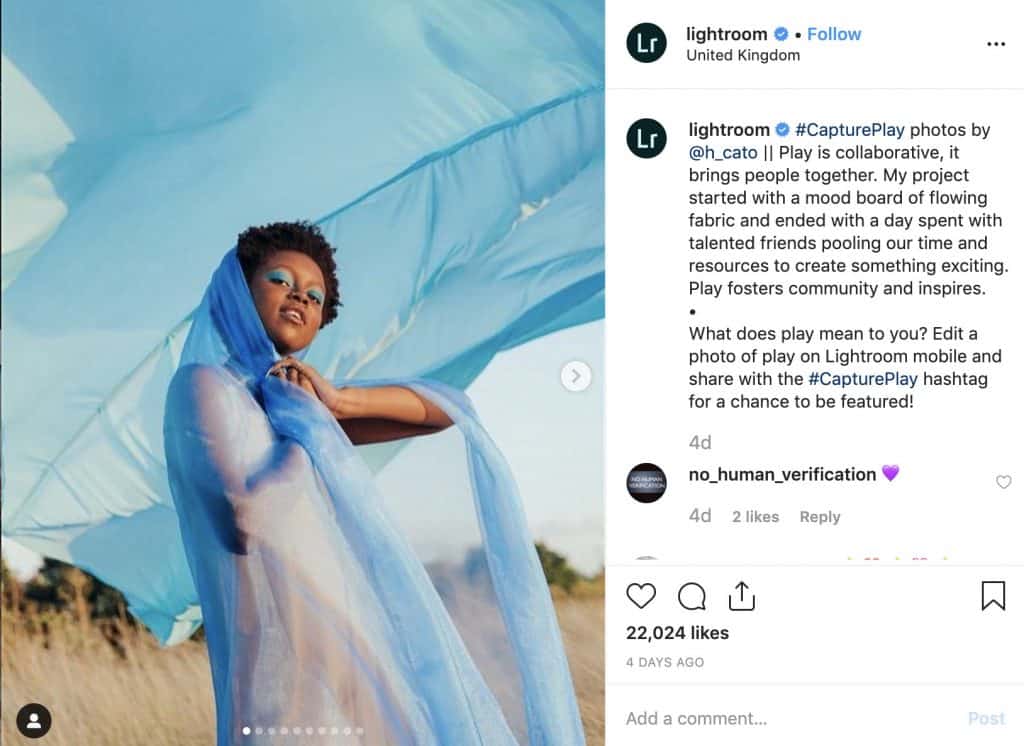 Lr
lightroom • Follow
United Kingdom
Lr
lightroom #CapturePlay photos by
@h_cato || Play is collaborative, it
brings people together. My project
started with a mood board of flowing
fabric and ended with a day spent with
talented friends pooling our time and
resources to create something exciting.
Play fosters community and inspires.
•
What does play mean to you? Edit a
photo of play on Lightroom mobile and
share with the #CapturePlay hashtag
for a chance to be featured!
4d
NO HUMAN
VERIFICATION
no_human_verification 💜
4d 2 likes Reply
22,024 likes
4 DAYS AGO
Add a comment... Post